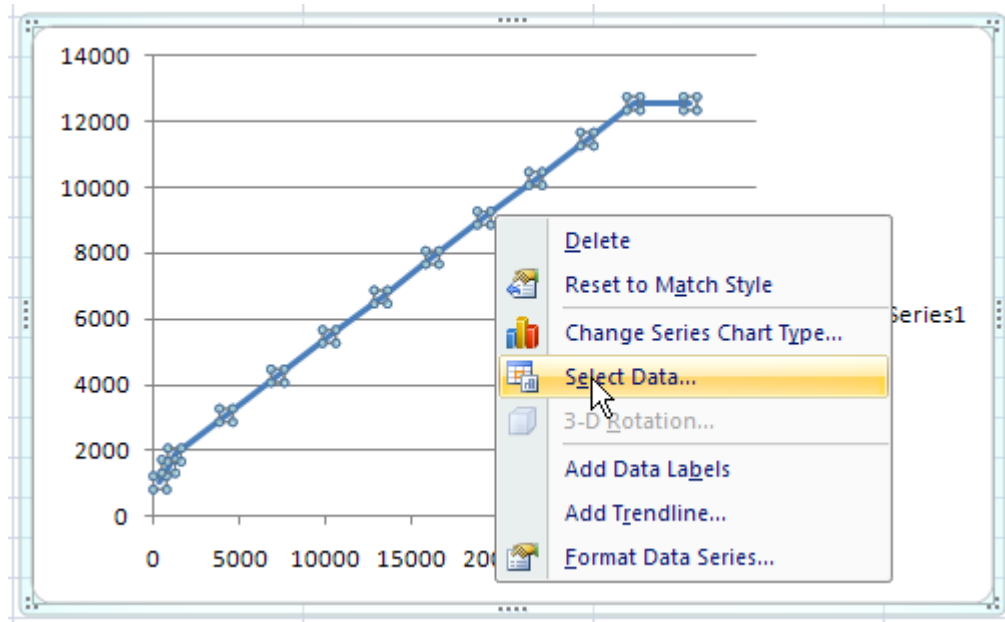 14000
12000
10000
8000
6000
4000
2000
0
0 5000 10000 15000
Delete
Reset to Match Style
Change Series Chart Type...
Select Data...
3-D Rotation...
Add Data Labels
Add Trendline...
Format Data Series...
Series1